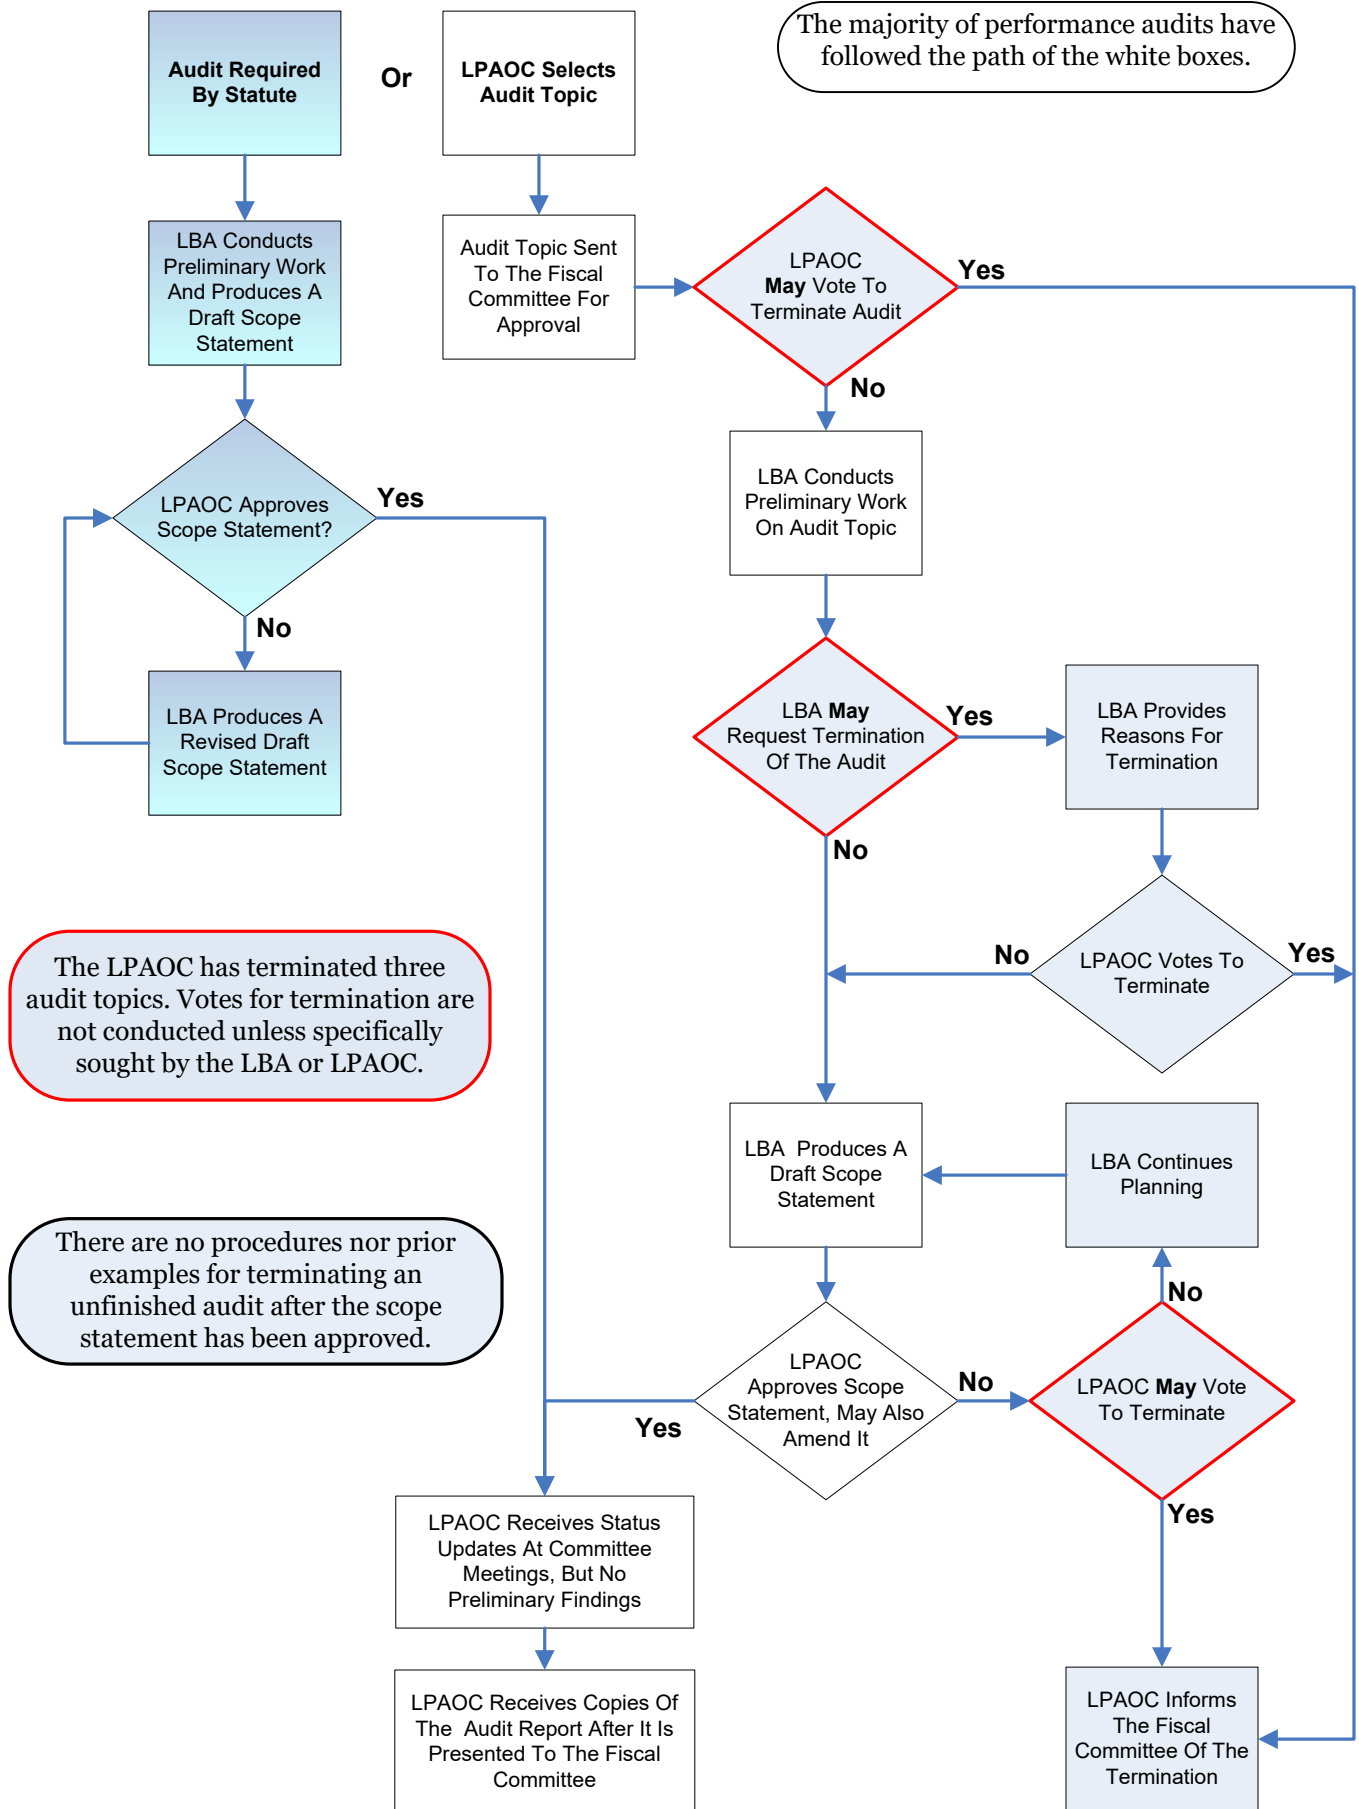 The majority of performance audits have
followed the path of the white boxes.
Audit Required
By Statute
Or
LPAOC Selects
Audit Topic
LBA Conducts
Preliminary Work
And Produces A
Draft Scope
Statement
Audit Topic Sent
To The Fiscal
Committee For
Approval
LPAOC
May Vote To
Terminate Audit
Yes
No
LPAOC Approves
Scope Statement?
Yes
No
LBA Conducts
Preliminary Work
On Audit Topic
LBA Produces A
Revised Draft
Scope Statement
LBA May
Request Termination
Of The Audit
Yes
No
LBA Provides
Reasons For
Termination
The LPAOC has terminated three
audit topics. Votes for termination are
not conducted unless specifically
sought by the LBA or LPAOC.
No
LPAOC Votes To
Terminate
Yes
LBA Produces A
Draft Scope
Statement
LBA Continues
Planning
There are no procedures nor prior
examples for terminating an
unfinished audit after the scope
statement has been approved.
No
LPAOC
Approves Scope
Statement, May Also
Amend It
No
Yes
LPAOC May Vote
To Terminate
Yes
LPAOC Receives Status
Updates At Committee
Meetings, But No
Preliminary Findings
LPAOC Receives Copies Of
The Audit Report After It Is
Presented To The Fiscal
Committee
LPAOC Informs
The Fiscal
Committee Of The
Termination